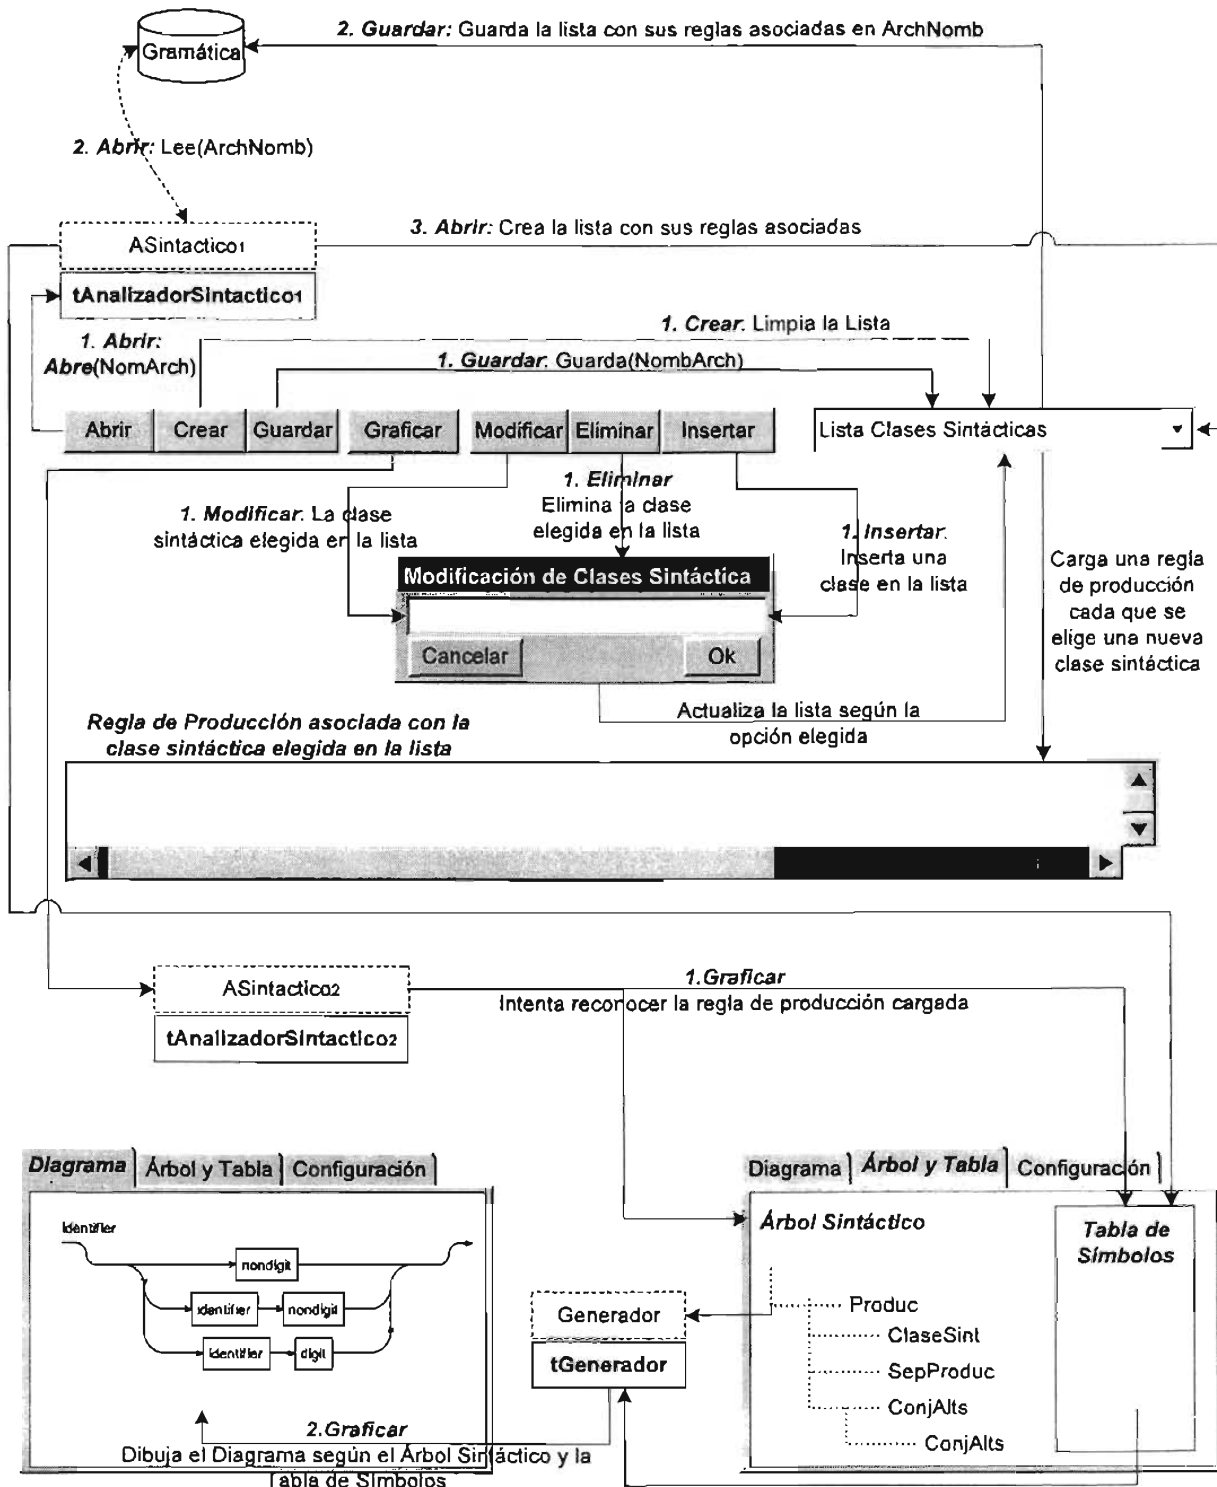 2. Guardar: Guarda la lista con sus reglas asociadas en ArchNomb
Gramática
2. Abrir: Lee(ArchNomb)
3. Abrir: Crea la lista con sus reglas asociadas
ASintactico1
tAnalizadorSintactico1
1. Abrir:
Abre(NomArch)
1. Crear. Limpia la Lista
1. Guardar. Guarda(NombArch)
Abrir
Crear
Guardar
Graficar
Modificar
Eliminar
Insertar
Lista Clases Sintácticas
1. Modificar. La clase
sintáctica elegida en la lista
1. Eliminar
Elimina la clase
elegida en la lista
1. Insertar.
Inserta una
clase en la lista
Carga una regla
de producción
cada que se
elige una nueva
clase sintáctica
Modificación de Clases Sintáctica
Cancelar
Ok
Actualiza la lista según la
opción elegida
Regla de Producción asociada con la
clase sintáctica elegida en la lista
ASintactico2
tAnalizadorSintactico2
1.Graficar
Intenta reconocer la regla de producción cargada
Diagrama
Árbol y Tabla
Configuración
Identifier
nondigit
identifier
nondigit
identifier
digit
Diagrama
Árbol y Tabla
Configuración
Árbol Sintáctico
Tabla de
Símbolos
Produc
ClaseSint
SepProduc
ConjAlts
ConjAlts
Generador
tGenerador
2.Graficar
Dibuja el Diagrama según el Árbol Sintáctico y la
Tabla de Símbolos